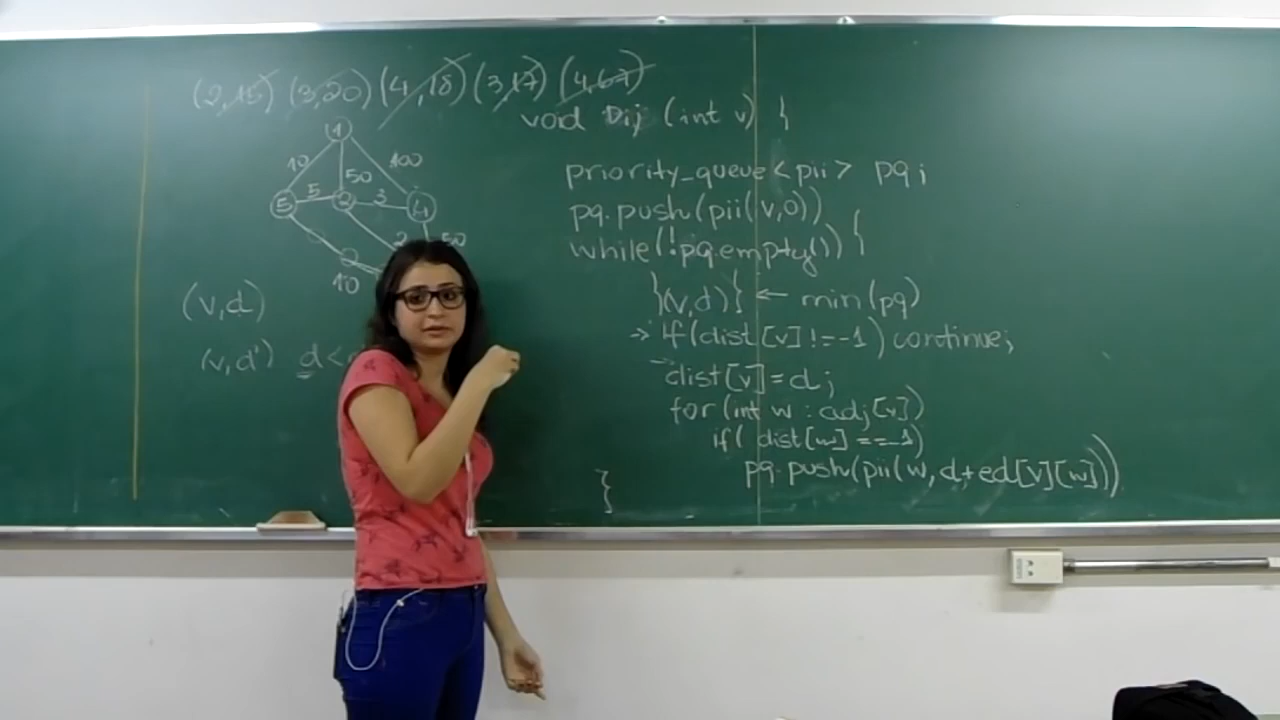 (2,15) (3,20) (4,18) (3,17) (4,67)
void Dij (int v) {
1
10
50
100
5
5
2
3
4
2
50
10
priority_queue<pii> pq;
pq.push(pii(v,0))
while(!pq.empty()) {
(v,d)
{(v,d)} ← min(pq)
→ if(dist[v] != -1) continue;
(v,d') d<
→ dist[v]=d;
for(int w : adj[v])
if( dist[w] == -1)
pq.push(pii(w, d+ed[v][w]))
}